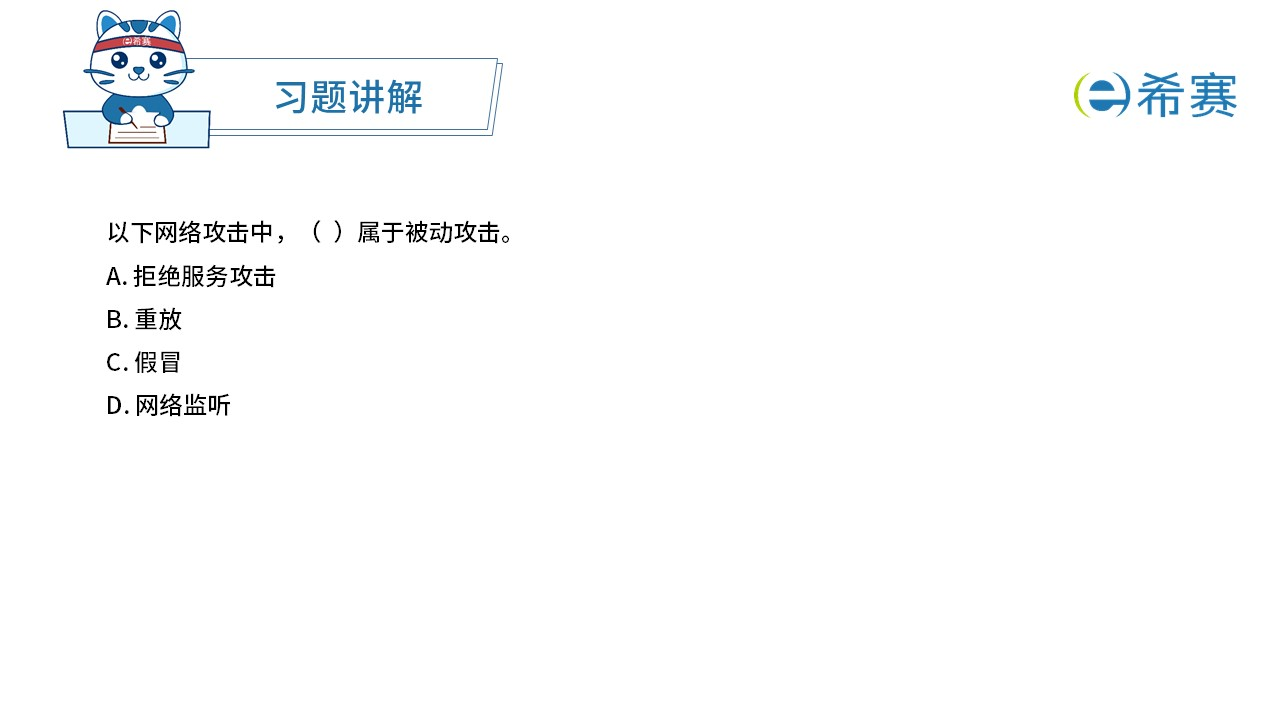 希赛
习题讲解
希赛
以下网络攻击中，（ ）属于被动攻击。
A. 拒绝服务攻击
B. 重放
C. 假冒
D. 网络监听